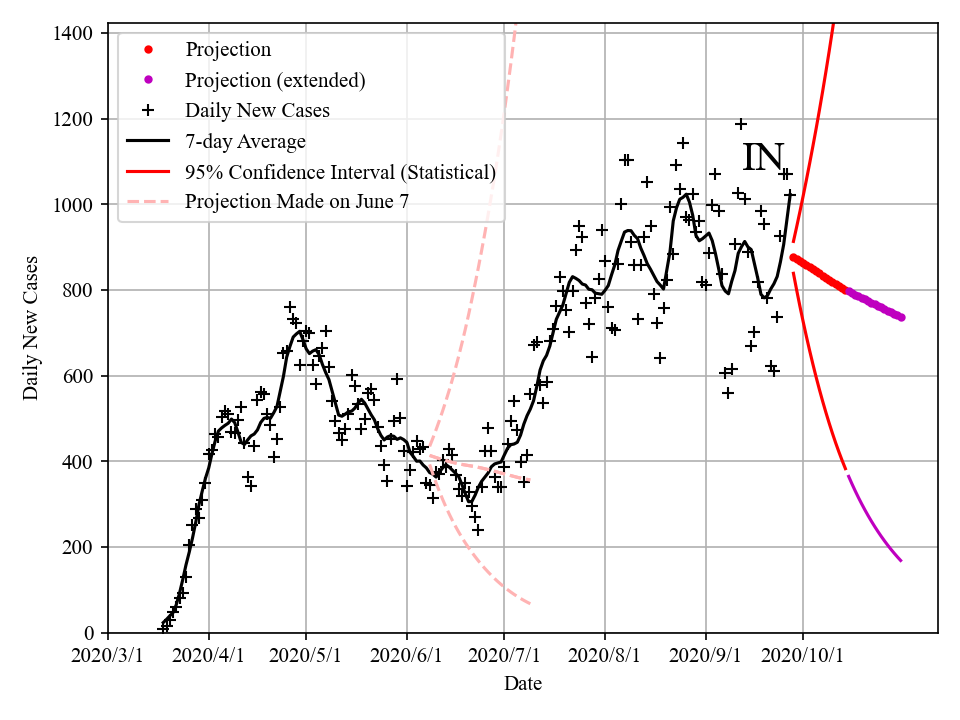 1400
1200
1000
800
600
400
200
0
Daily New Cases
Projection
Projection (extended)
Daily New Cases
7-day Average
95% Confidence Interval (Statistical)
Projection Made on June 7
IN
2020/3/1 2020/4/1 2020/5/1 2020/6/1 2020/7/1 2020/8/1 2020/9/1 2020/10/1
Date